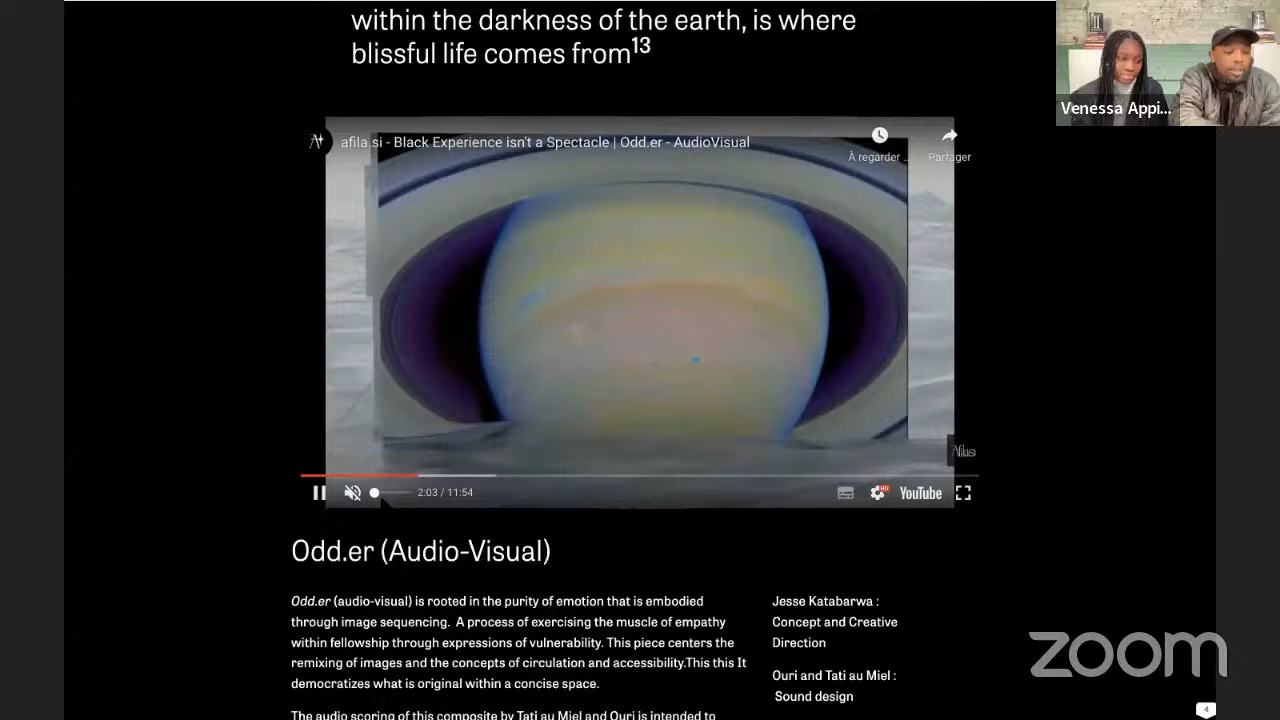 within the darkness of the earth, is where
blissful life comes from13
Venessa Appi...
afila.si - Black Experience isn't a Spectacle | Odd.er - AudioVisual
À regarder ...
Partager
Afilasi
2:03 / 11:54
HD
YouTube
Odd.er (Audio-Visual)
Odd.er (audio-visual) is rooted in the purity of emotion that is embodied
through image sequencing. A process of exercising the muscle of empathy
within fellowship through expressions of vulnerability. This piece centers the
remixing of images and the concepts of circulation and accessibility.This this It
democratizes what is original within a concise space.
The audio scoring of this composite by Tati au Miel and Ouri is intended to
Jesse Katabarwa :
Concept and Creative
Direction
Ouri and Tati au Miel :
Sound design
zoom
4